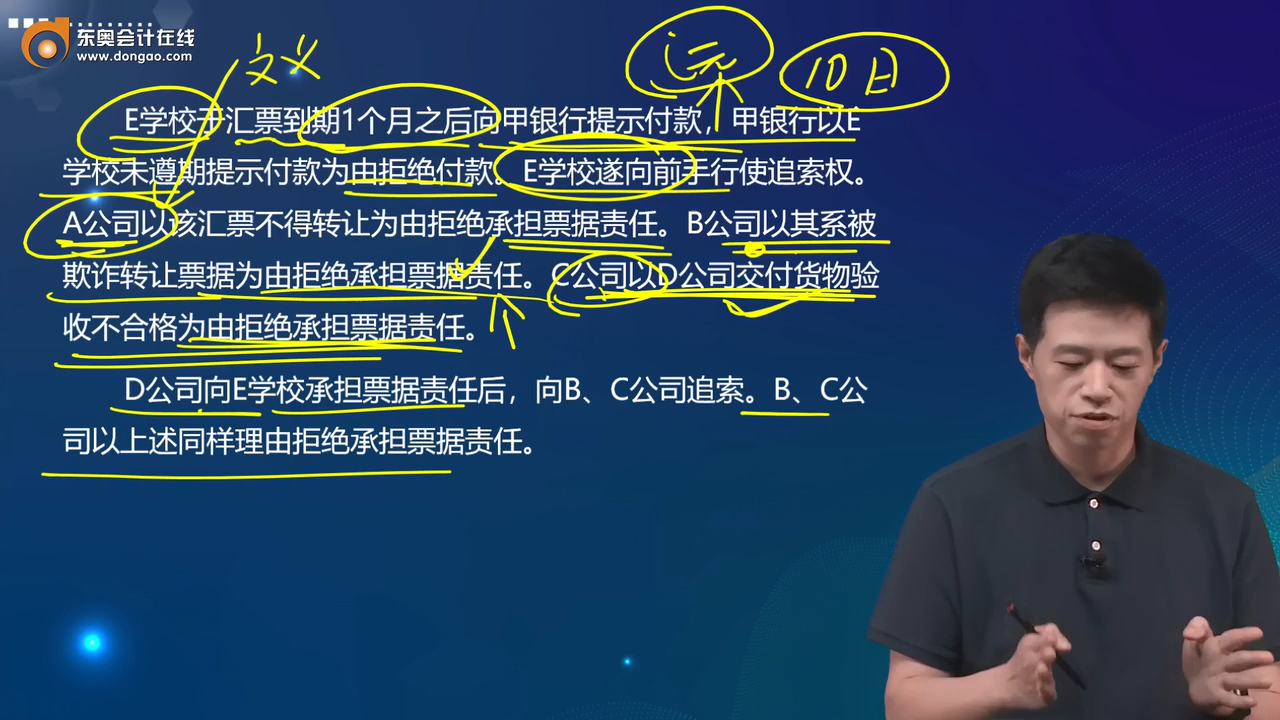 东奥会计在线
www.dongao.com
文义
10日
E学校于汇票到期1个月之后向甲银行提示付款，甲银行以E
学校未遵期提示付款为由拒绝付款。E学校遂向前手行使追索权。
A公司以该汇票不得转让为由拒绝承担票据责任。B公司以其系被
欺诈转让票据为由拒绝承担票据责任。C公司以D公司交付货物验
收不合格为由拒绝承担票据责任。
D公司向E学校承担票据责任后，向B、C公司追索。B、C公
司以上述同样理由拒绝承担票据责任。